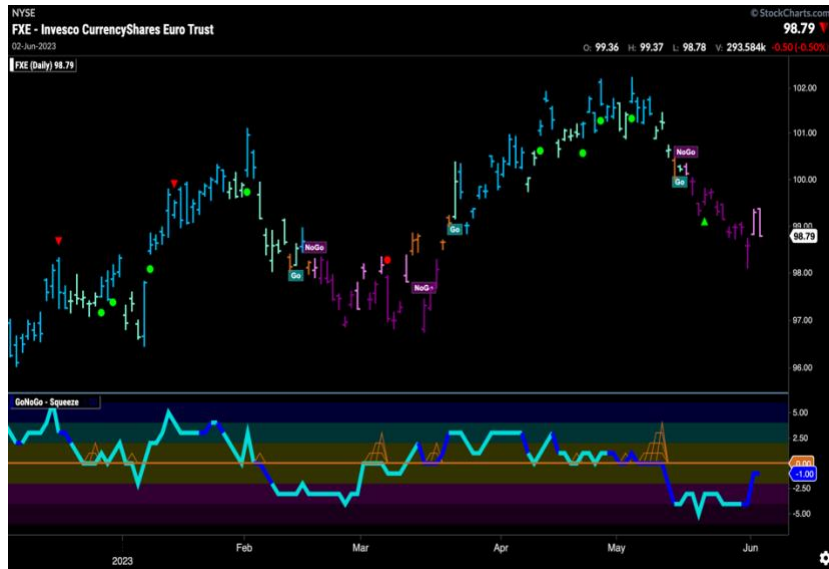 NYSE
© StockCharts.com
FXE - Invesco CurrencyShares Euro Trust
98.79
02-Jun-2023
O: 99.36 H: 99.37 L: 98.78 V: 293.584k -0.50 (-0.50%)
FXE (Daily) 98.79
102.00
101.00
NoGo
Go
100.00
Go
NoGo
99.00
98.79
Go
98.00
NoGo
97.00
96.00
GoNoGo - Squeeze
5.00
2.50
0.00
-1.00
-2.50
-5.00
Feb Mar Apr May Jun
2023